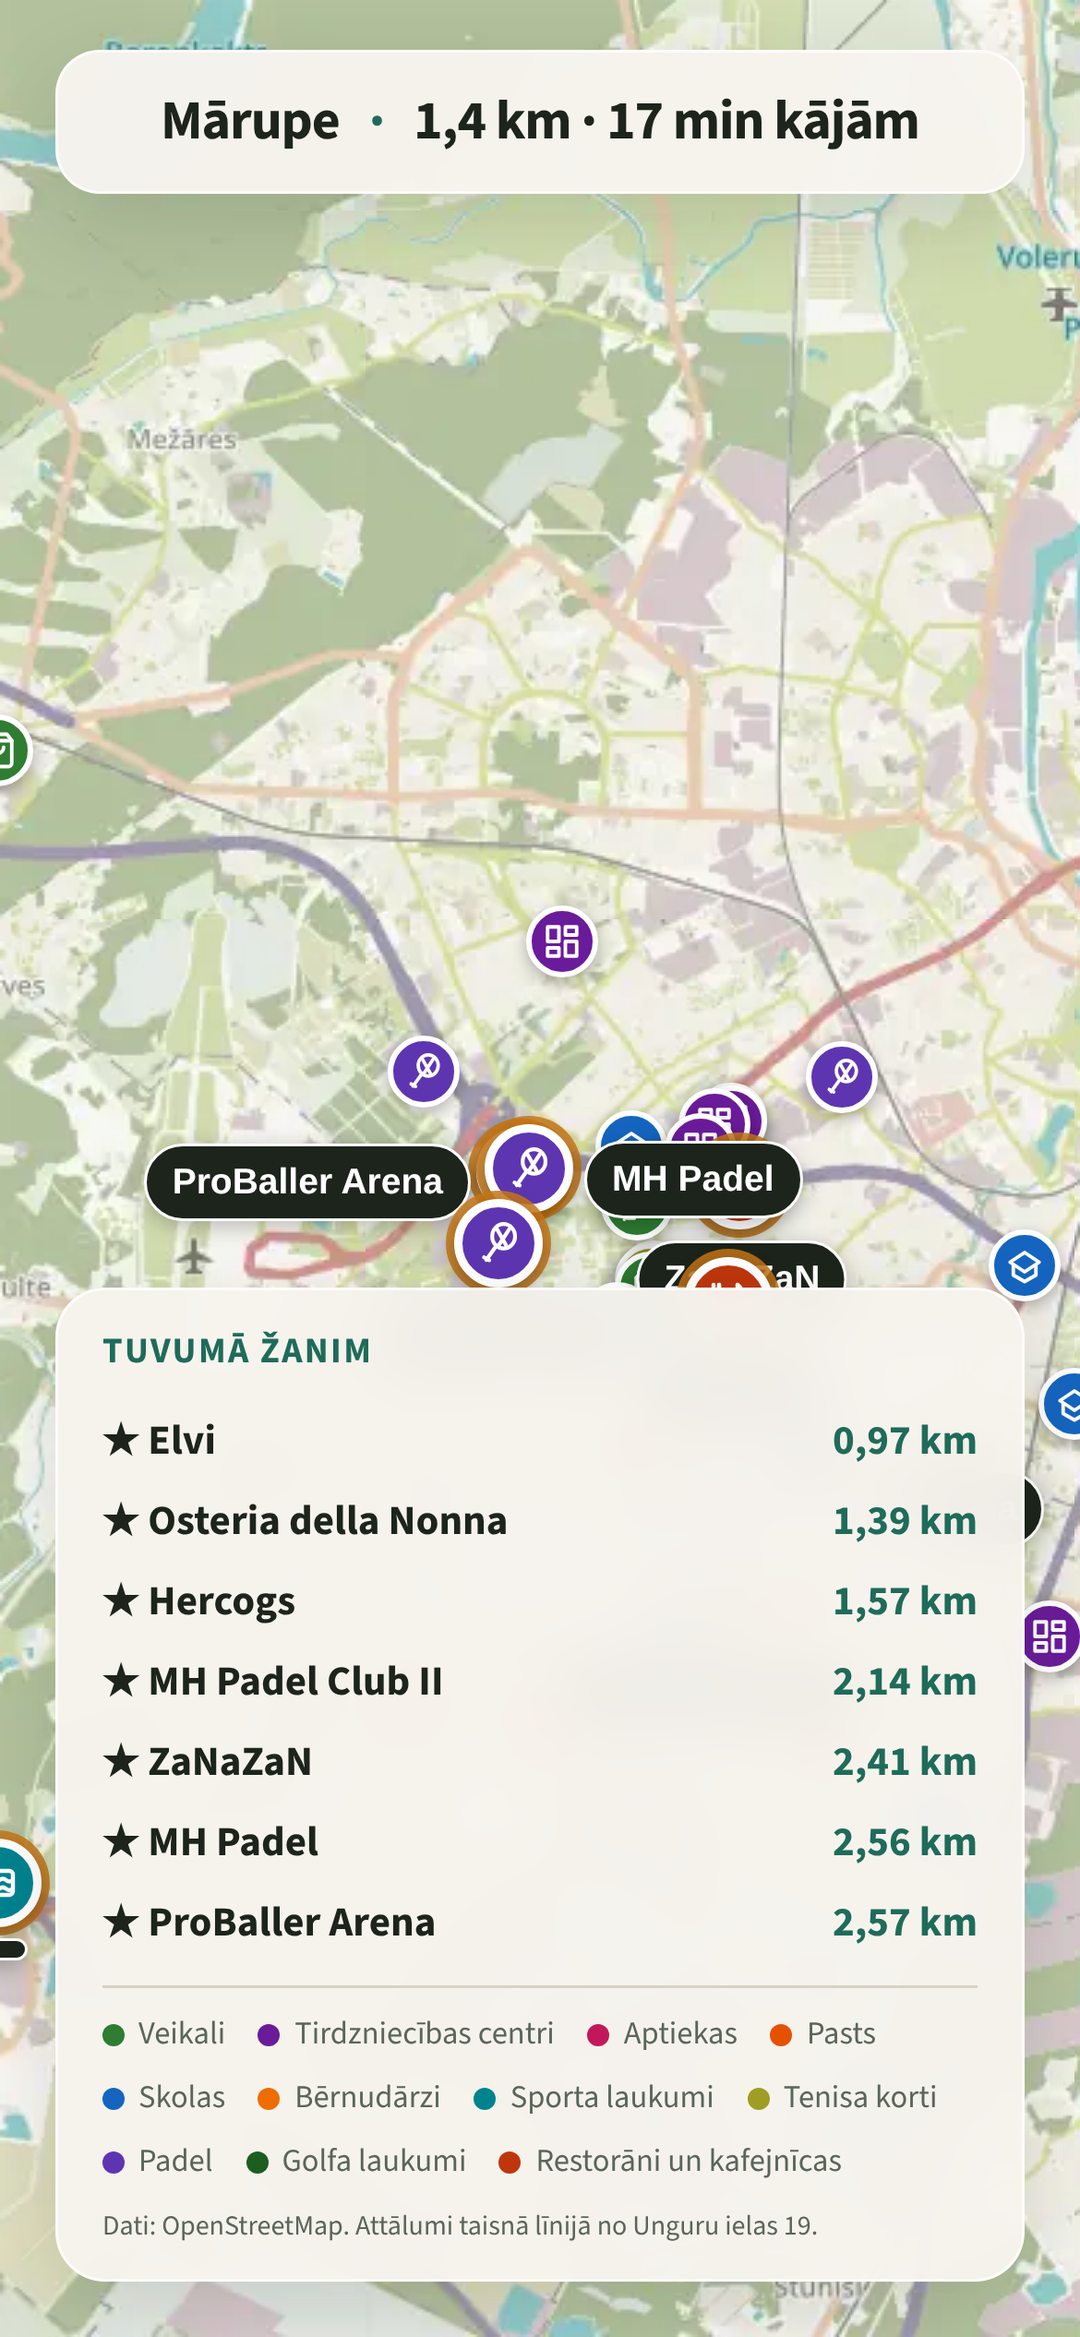 Mārupe · 1,4 km · 17 min kājām
Mežāres
ProBaller Arena
MH Padel
TUVUMĀ ŽANIM
★ Elvi 0,97 km
★ Osteria della Nonna 1,39 km
★ Hercogs 1,57 km
★ MH Padel Club II 2,14 km
★ ZaNaZaN 2,41 km
★ MH Padel 2,56 km
★ ProBaller Arena 2,57 km
Veikali Tirdzniecības centri Aptiekas Pasts
Skolas Bērnudārzi Sporta laukumi Tenisa korti
Padel Golfa laukumi Restorāni un kafejnīcas
Dati: OpenStreetMap. Attālumi taisnā līnijā no Unguru ielas 19.